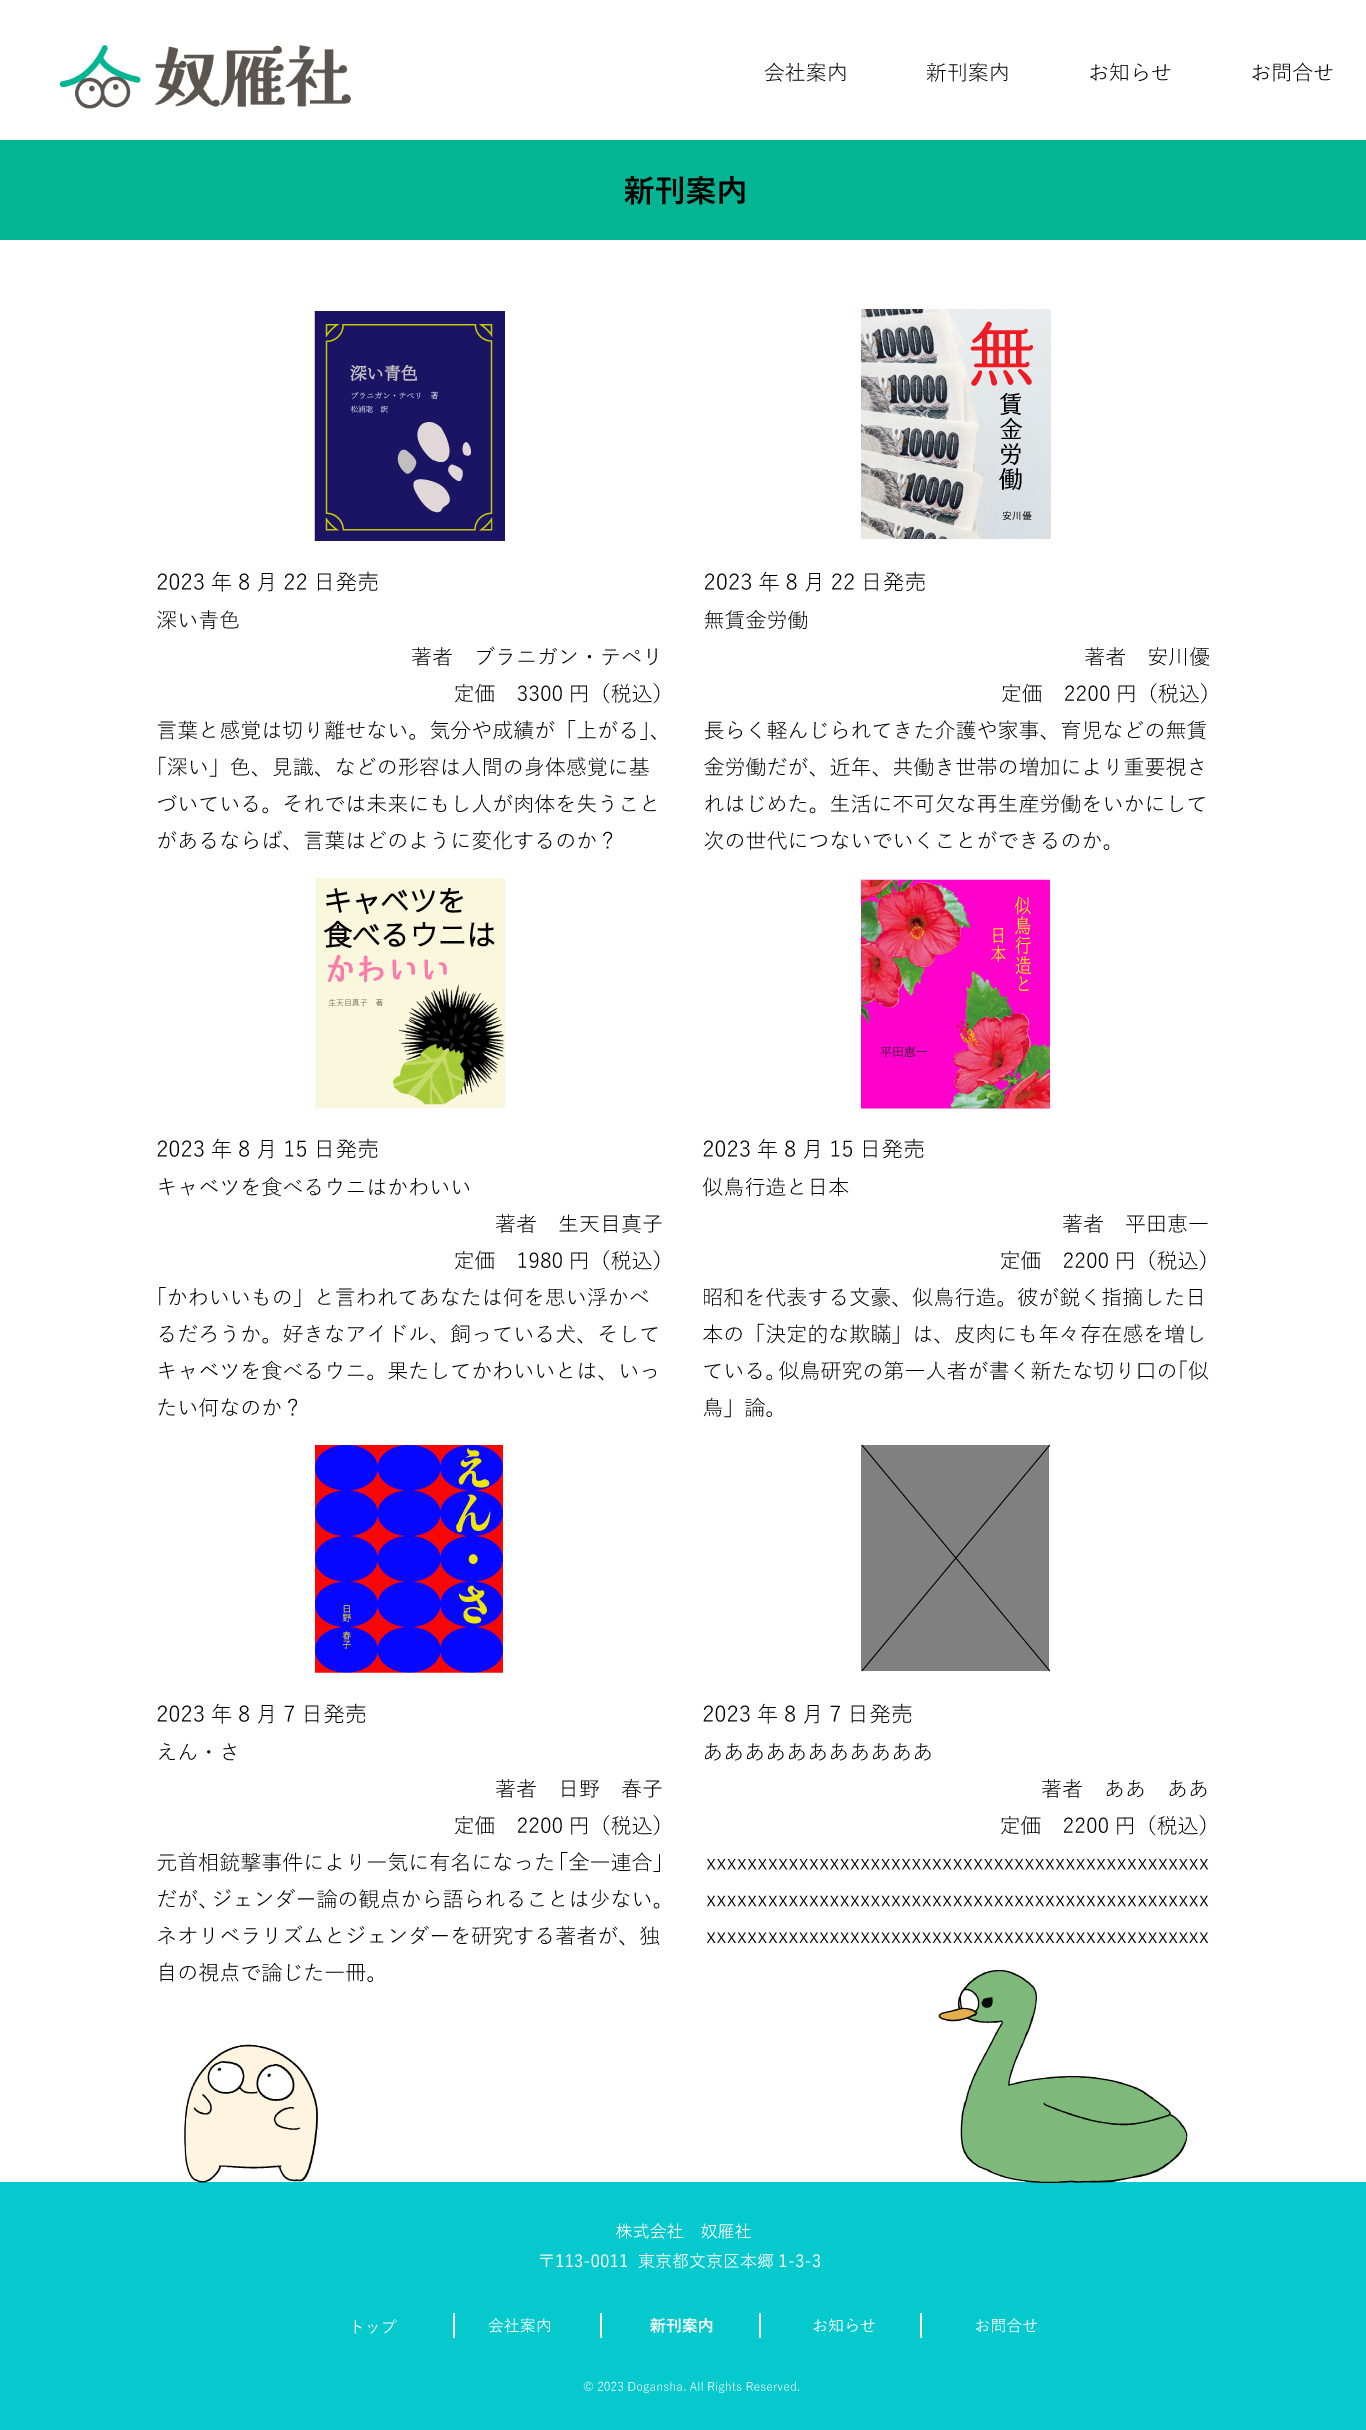 奴雁社
会社案内
新刊案内
お知らせ
お問合せ
新刊案内
深い青色
ブラニガン・テペリ 著
松浦聡 訳
2023 年 8 月 22 日発売
深い青色
著者 ブラニガン・テペリ
定価 3300 円（税込）
言葉と感覚は切り離せない。気分や成績が「上がる」、
「深い」色、見識、などの形容は人間の身体感覚に基
づいている。それでは未来にもし人が肉体を失うこと
があるならば、言葉はどのように変化するのか？
10000
10000
10000
10000
無
賃金労働
安川優
2023 年 8 月 22 日発売
無賃金労働
著者 安川優
定価 2200 円（税込）
長らく軽んじられてきた介護や家事、育児などの無賃
金労働だが、近年、共働き世帯の増加により重要視さ
れはじめた。生活に不可欠な再生産労働をいかにして
次の世代につないでいくことができるのか。
キャベツを
食べるウニは
かわいい
生天目真子 著
2023 年 8 月 15 日発売
キャベツを食べるウニはかわいい
著者 生天目真子
定価 1980 円（税込）
「かわいいもの」と言われてあなたは何を思い浮かべ
るだろうか。好きなアイドル、飼っている犬、そして
キャベツを食べるウニ。果たしてかわいいとは、いっ
たい何なのか？
似鳥行造と
日本
平田恵一
2023 年 8 月 15 日発売
似鳥行造と日本
著者 平田恵一
定価 2200 円（税込）
昭和を代表する文豪、似鳥行造。彼が鋭く指摘した日
本の「決定的な欺瞞」は、皮肉にも年々存在感を増し
ている。似鳥研究の第一人者が書く新たな切り口の「似
鳥」論。
えん・さ
日野 春子
2023 年 8 月 7 日発売
えん・さ
著者 日野 春子
定価 2200 円（税込）
元首相銃撃事件により一気に有名になった「全一連合」
だが、ジェンダー論の観点から語られることは少ない。
ネオリベラリズムとジェンダーを研究する著者が、独
自の視点で論じた一冊。
2023 年 8 月 7 日発売
あああああああああああ
著者 ああ ああ
定価 2200 円（税込）
xxxxxxxxxxxxxxxxxxxxxxxxxxxxxxxxxxxxxxxxxxxxxxxxx
xxxxxxxxxxxxxxxxxxxxxxxxxxxxxxxxxxxxxxxxxxxxxxxxx
xxxxxxxxxxxxxxxxxxxxxxxxxxxxxxxxxxxxxxxxxxxxxxxxx
株式会社 奴雁社
〒113-0011 東京都文京区本郷 1-3-3
トップ
会社案内
新刊案内
お知らせ
お問合せ
© 2023 Dogansha. All Rights Reserved.